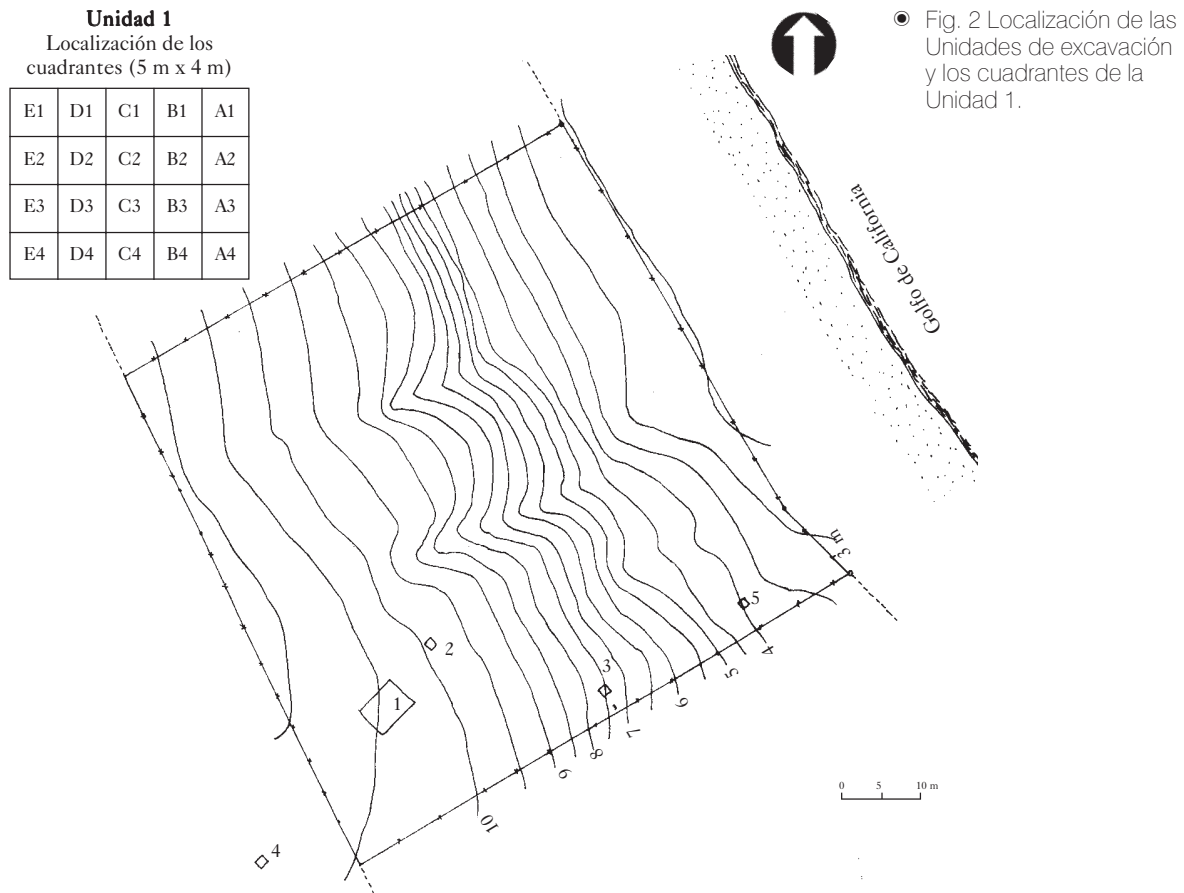 Unidad 1
Localización de los
cuadrantes (5 m x 4 m)
E1 D1 C1 B1 A1
E2 D2 C2 B2 A2
E3 D3 C3 B3 A3
E4 D4 C4 B4 A4
Fig. 2 Localización de las
Unidades de excavación
y los cuadrantes de la
Unidad 1.
Golfo de California
3 m
5
4
2
3
5
1
6
7
8
9
10
4
0 5 10 m